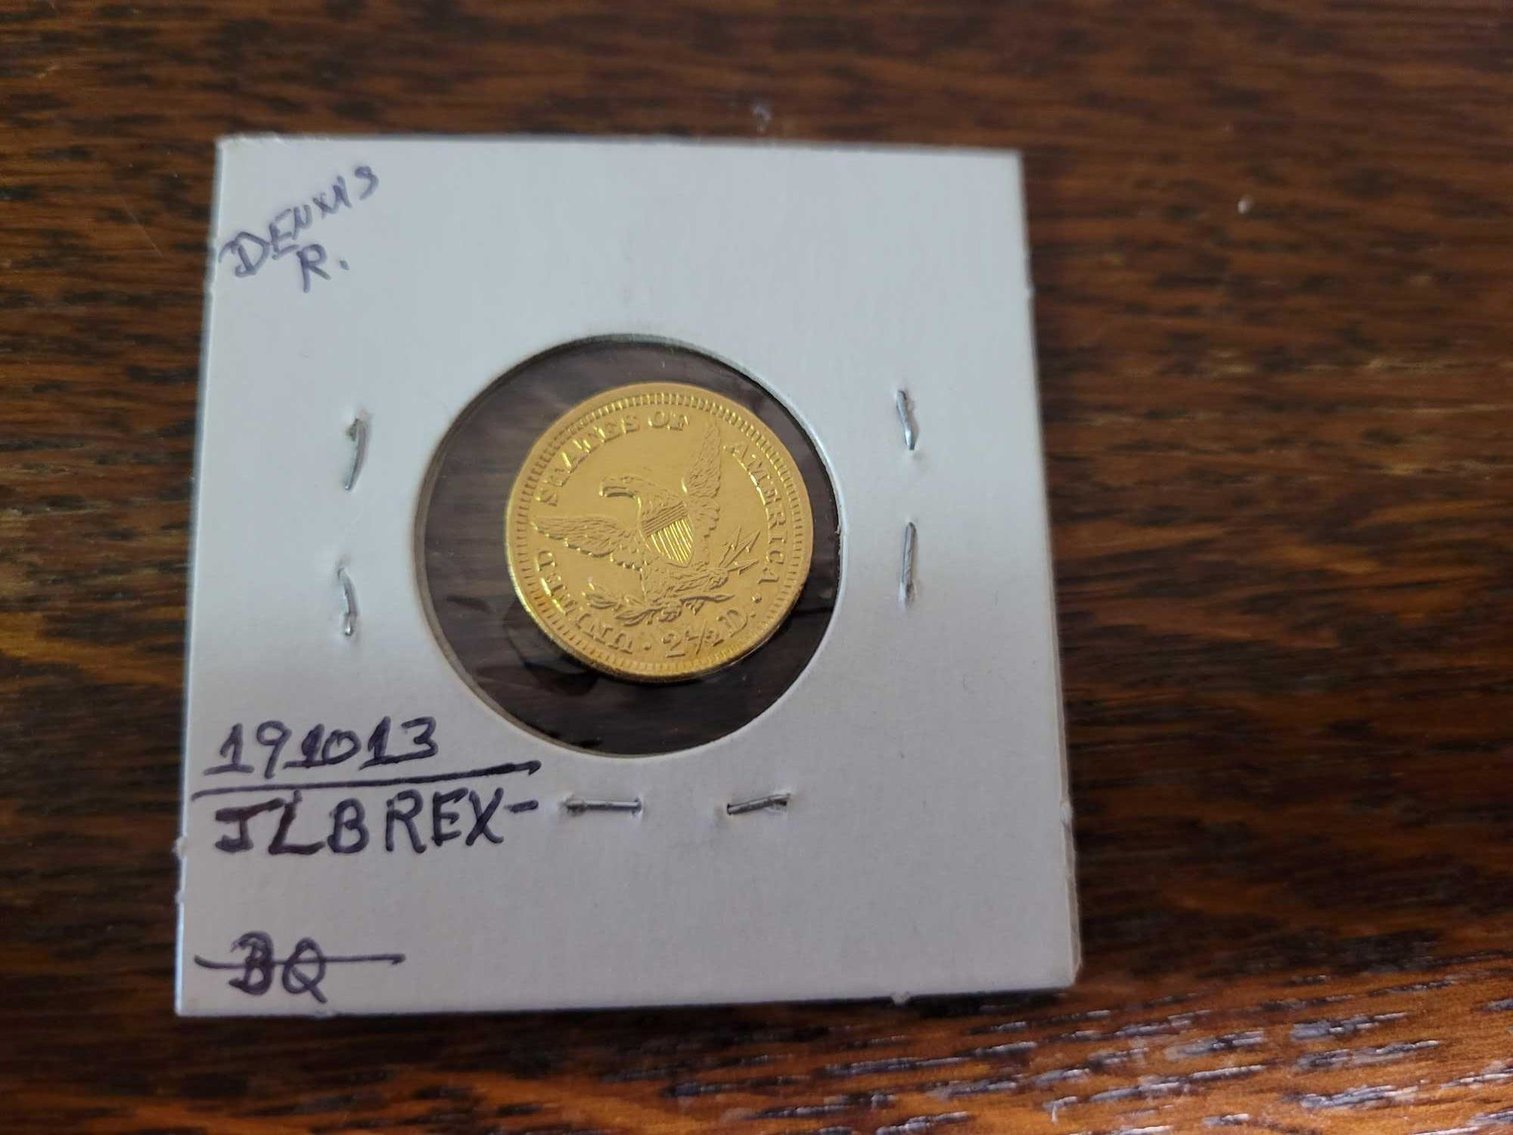 DENNIS
R.
UNITED STATES OF AMERICA
2½ D.
191013
JLBREX-
BQ